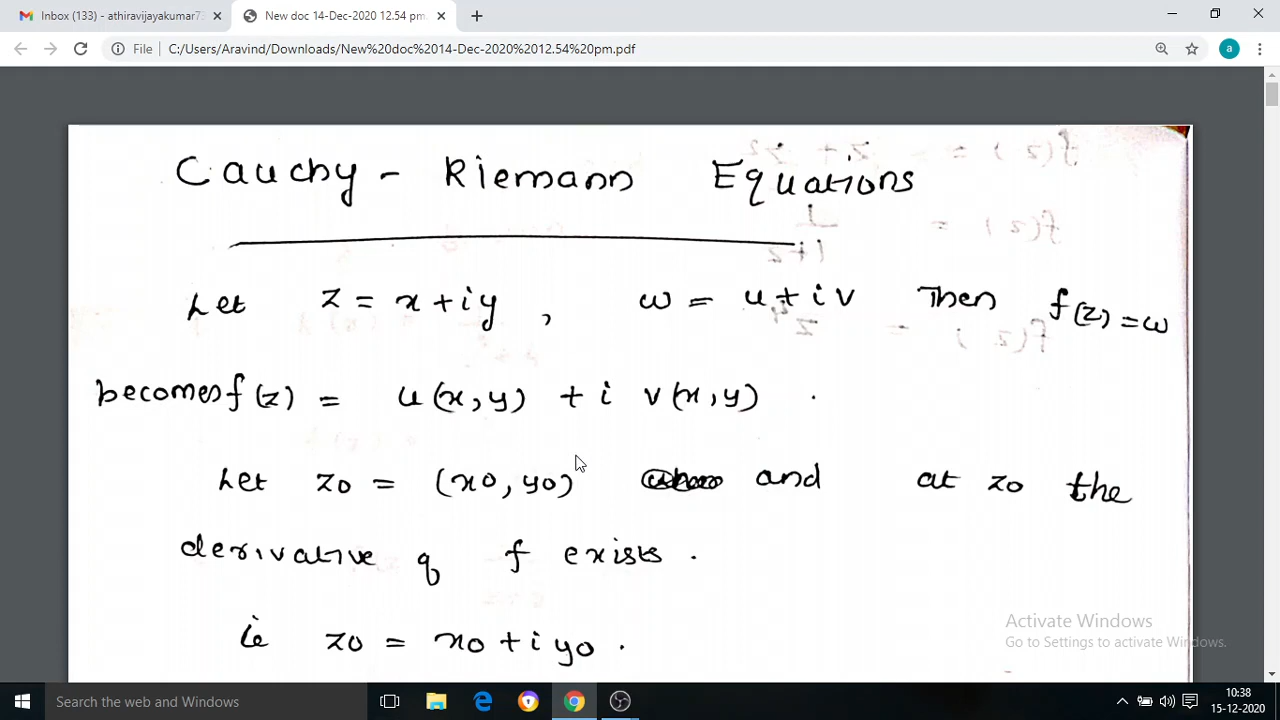 Inbox (133) - athiravijayakumar7
New doc 14-Dec-2020 12.54 pm.pdf
File
C:/Users/Aravind/Downloads/New%20doc%2014-Dec-2020%2012.54%20pm.pdf
a
Cauchy - Riemann Equations
Let z = x + iy , ω = u + i v Then f(z) = ω
becomes f(z) = u(x,y) + i v(x,y) .
Let z0 = (x0, y0) and at z0 the
derivative of f exists .
ie z0 = x0 + i y0 .
Activate Windows
Go to Settings to activate Windows.
Search the web and Windows
10:38
15-12-2020